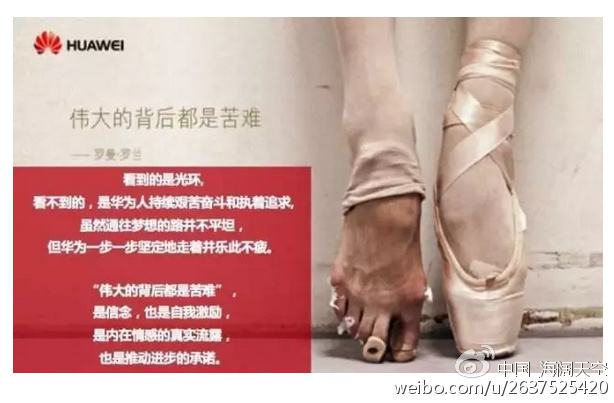 HUAWEI
伟大的背后都是苦难
——罗曼·罗兰
看到的是光环,
看不到的，是华为人持续艰苦奋斗和执着追求,
虽然通往梦想的路并不平坦，
但华为一步一步坚定地走着并乐此不疲。
“伟大的背后都是苦难”，
是信念，也是自我激励，
是内在情感的真实流露，
也是推动进步的承诺。
中国_海阔天空
weibo.com/u/2637525420